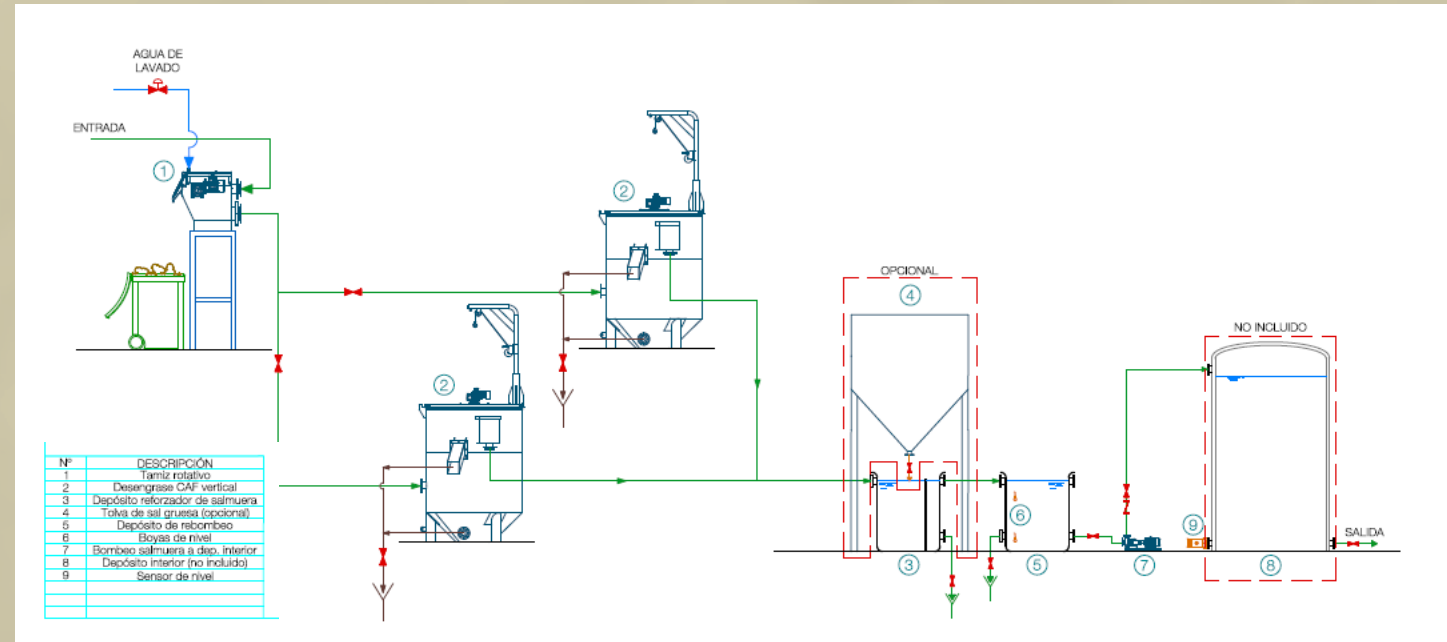 AGUA DE
LAVADO
ENTRADA
1
2
OPCIONAL
4
NO INCLUIDO
2
6
9
SALIDA
3
5
7
8
Nº DESCRIPCIÓN
1 Tamiz rotativo
2 Desengrase CAF vertical
3 Depósito reforzador de salmuera
4 Tolva de sal gruesa (opcional)
5 Depósito de rebombeo
6 Boyas de nivel
7 Bombeo salmuera a dep. interior
8 Depósito interior (no incluido)
9 Sensor de nivel